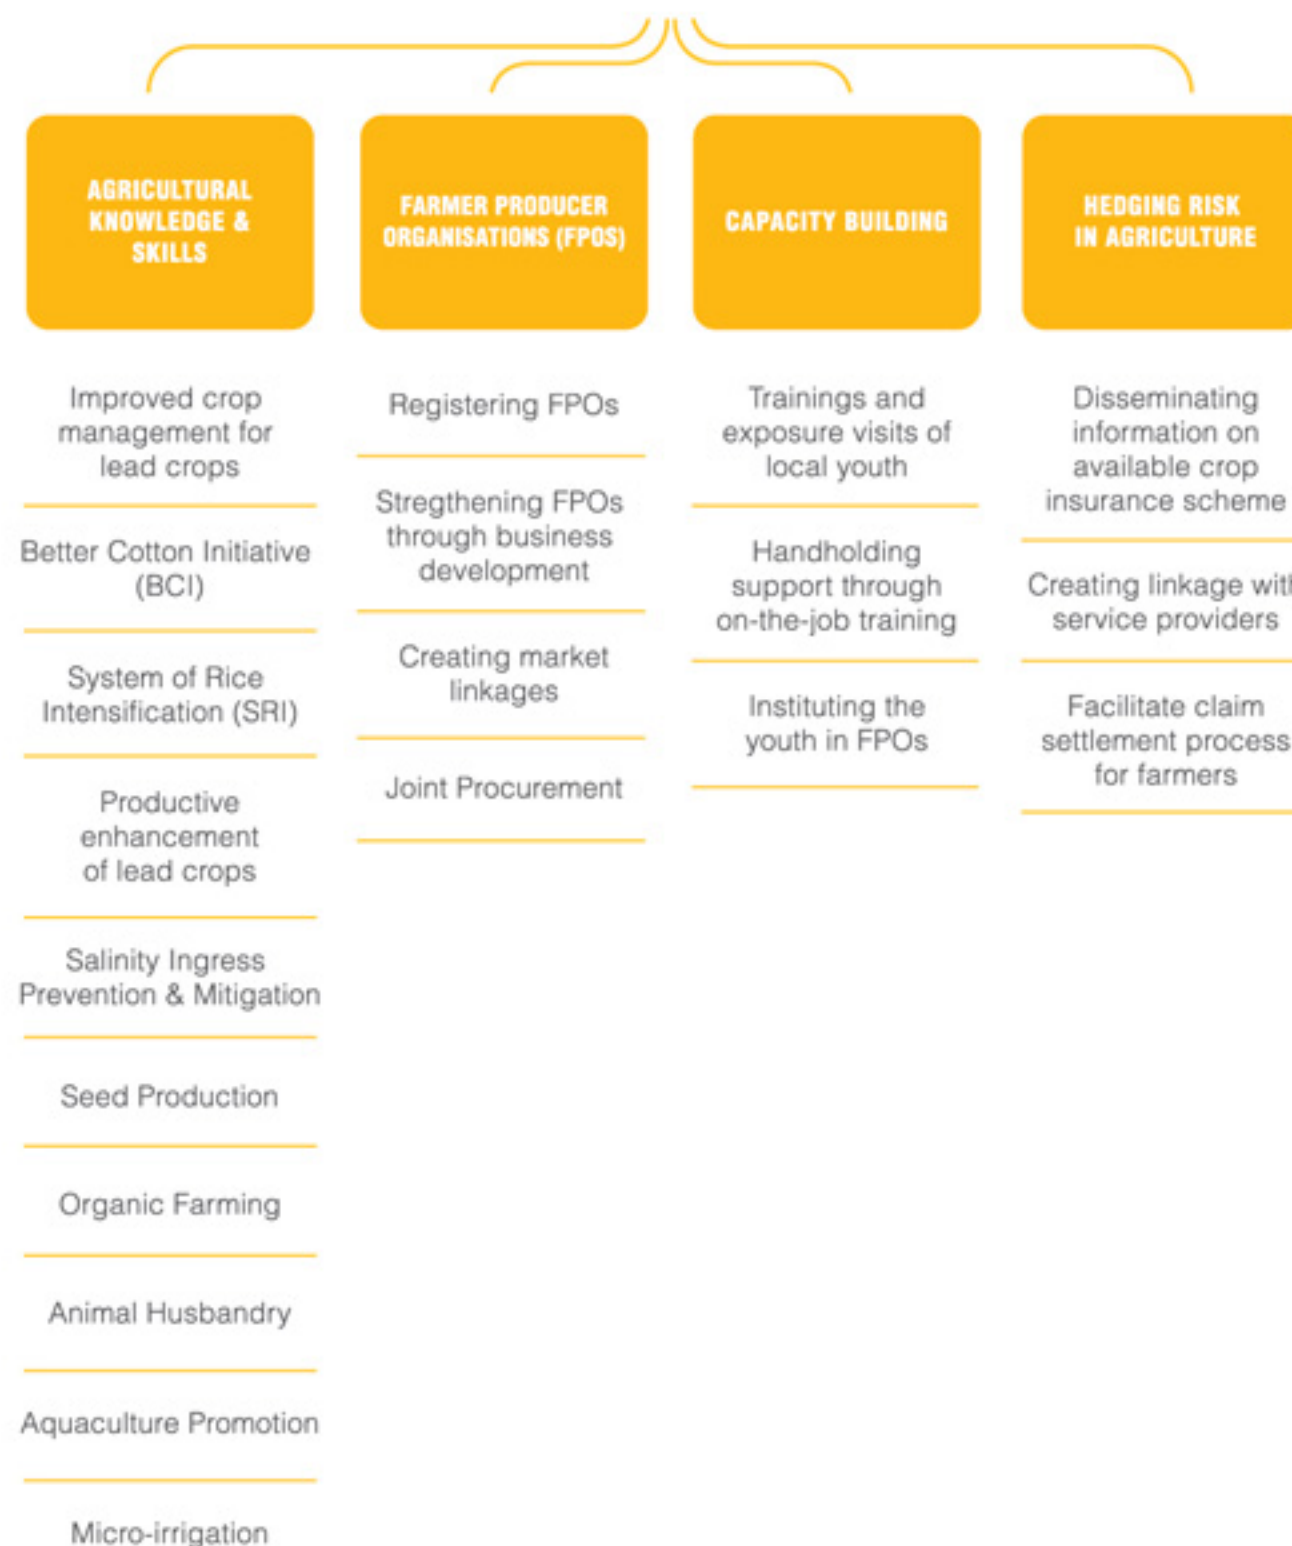 AGRICULTURAL
KNOWLEDGE &
SKILLS
Improved crop
management for
lead crops
Better Cotton Initiative
(BCI)
System of Rice
Intensification (SRI)
Productive
enhancement
of lead crops
Salinity Ingress
Prevention & Mitigation
Seed Production
Organic Farming
Animal Husbandry
Aquaculture Promotion
Micro-irrigation
FARMER PRODUCER
ORGANISATIONS (FPOS)
Registering FPOs
Stregthening FPOs
through business
development
Creating market
linkages
Joint Procurement
CAPACITY BUILDING
Trainings and
exposure visits of
local youth
Handholding
support through
on-the-job training
Instituting the
youth in FPOs
HEDGING RISK
IN AGRICULTURE
Disseminating
information on
available crop
insurance scheme
Creating linkage with
service providers
Facilitate claim
settlement process
for farmers